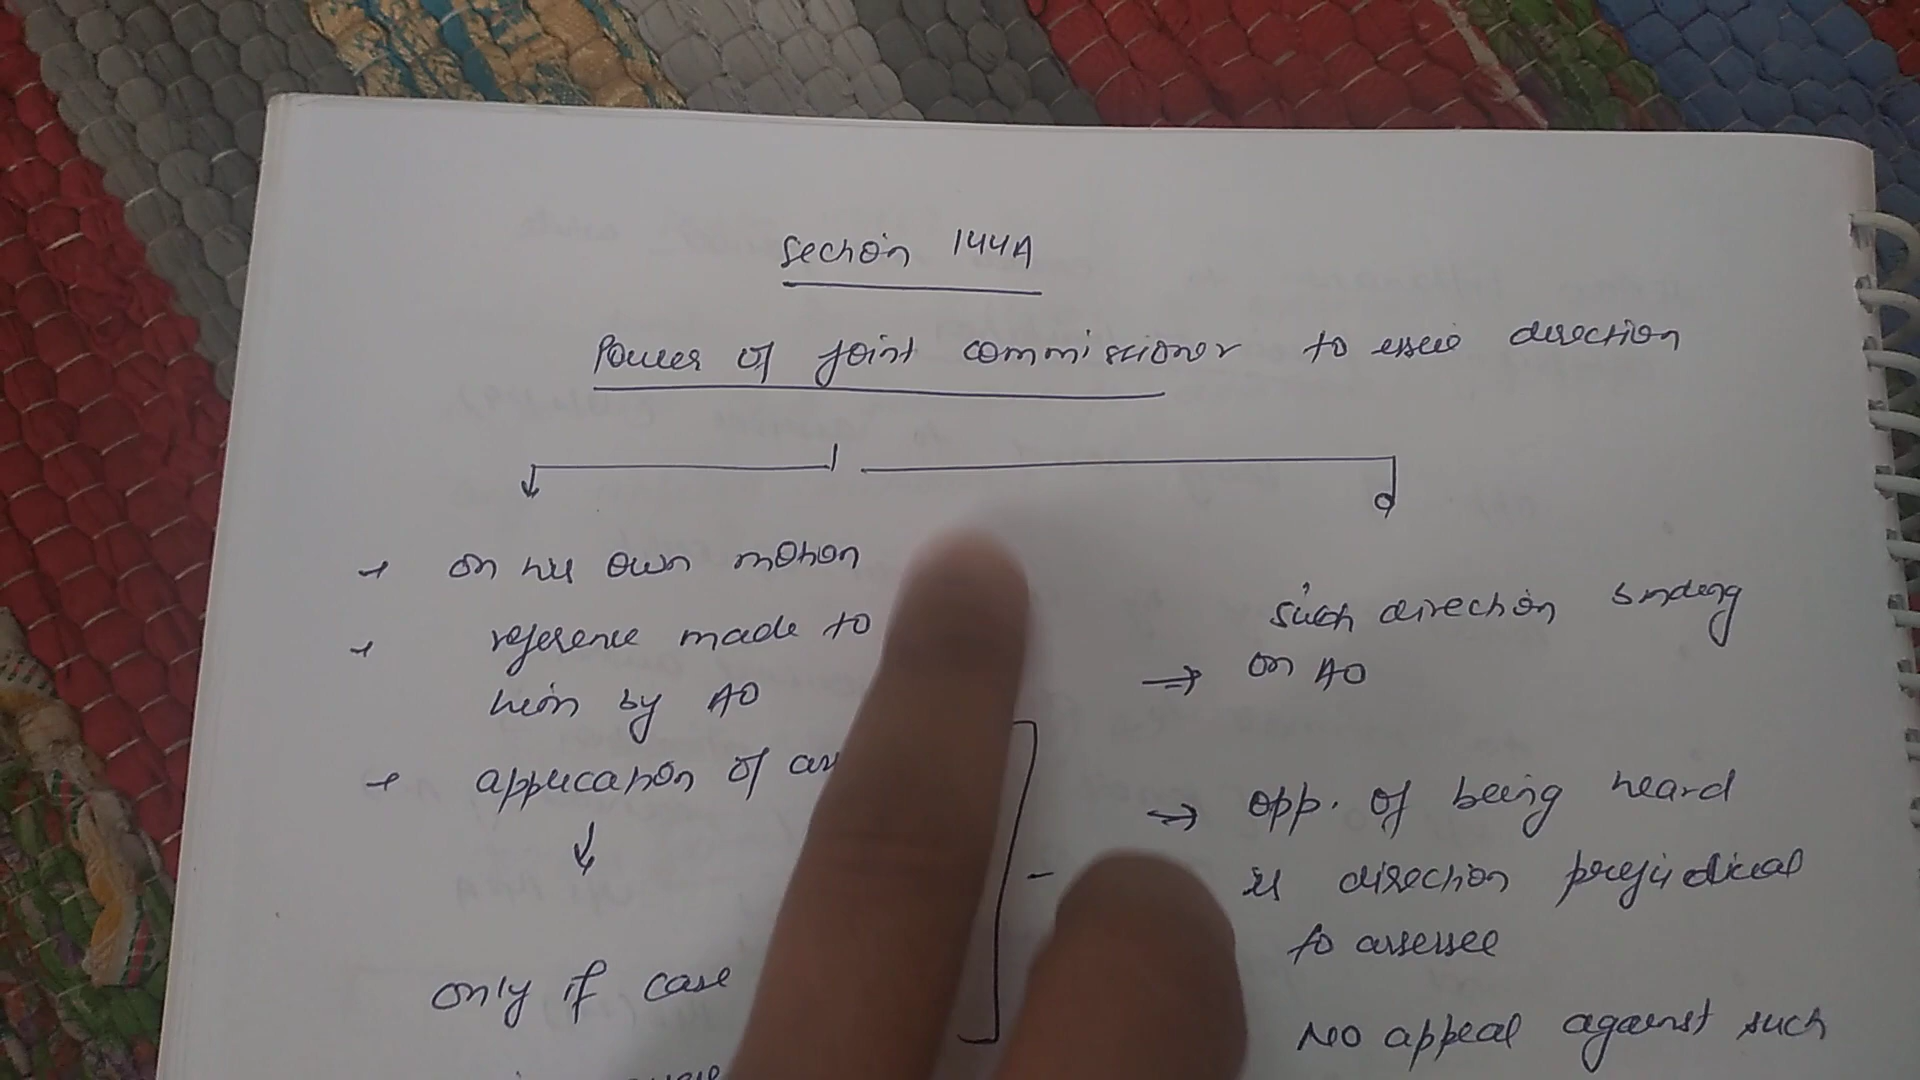 Section 144A
Power of Joint commissioner to issue direction
on his own motion
reference made to
him by AO
application of
only if case
such direction binding
on AO
opp. of being heard
is direction prejudicial
to assessee
No appeal against such